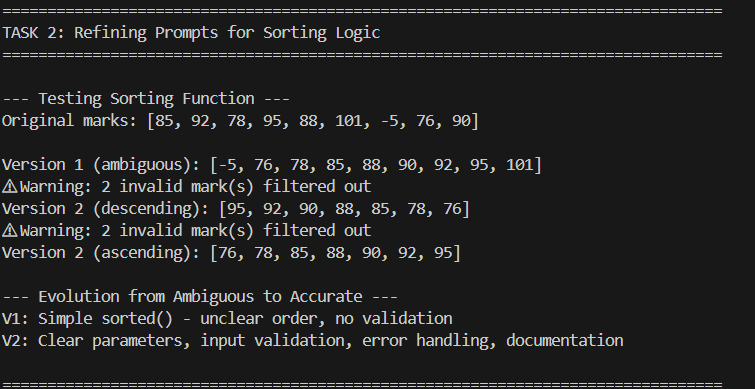 ================================================================================
TASK 2: Refining Prompts for Sorting Logic
================================================================================
--- Testing Sorting Function ---
Original marks: [85, 92, 78, 95, 88, 101, -5, 76, 90]
Version 1 (ambiguous): [-5, 76, 78, 85, 88, 90, 92, 95, 101]
⚠️Warning: 2 invalid mark(s) filtered out
Version 2 (descending): [95, 92, 90, 88, 85, 78, 76]
⚠️Warning: 2 invalid mark(s) filtered out
Version 2 (ascending): [76, 78, 85, 88, 90, 92, 95]
--- Evolution from Ambiguous to Accurate ---
V1: Simple sorted() - unclear order, no validation
V2: Clear parameters, input validation, error handling, documentation
================================================================================